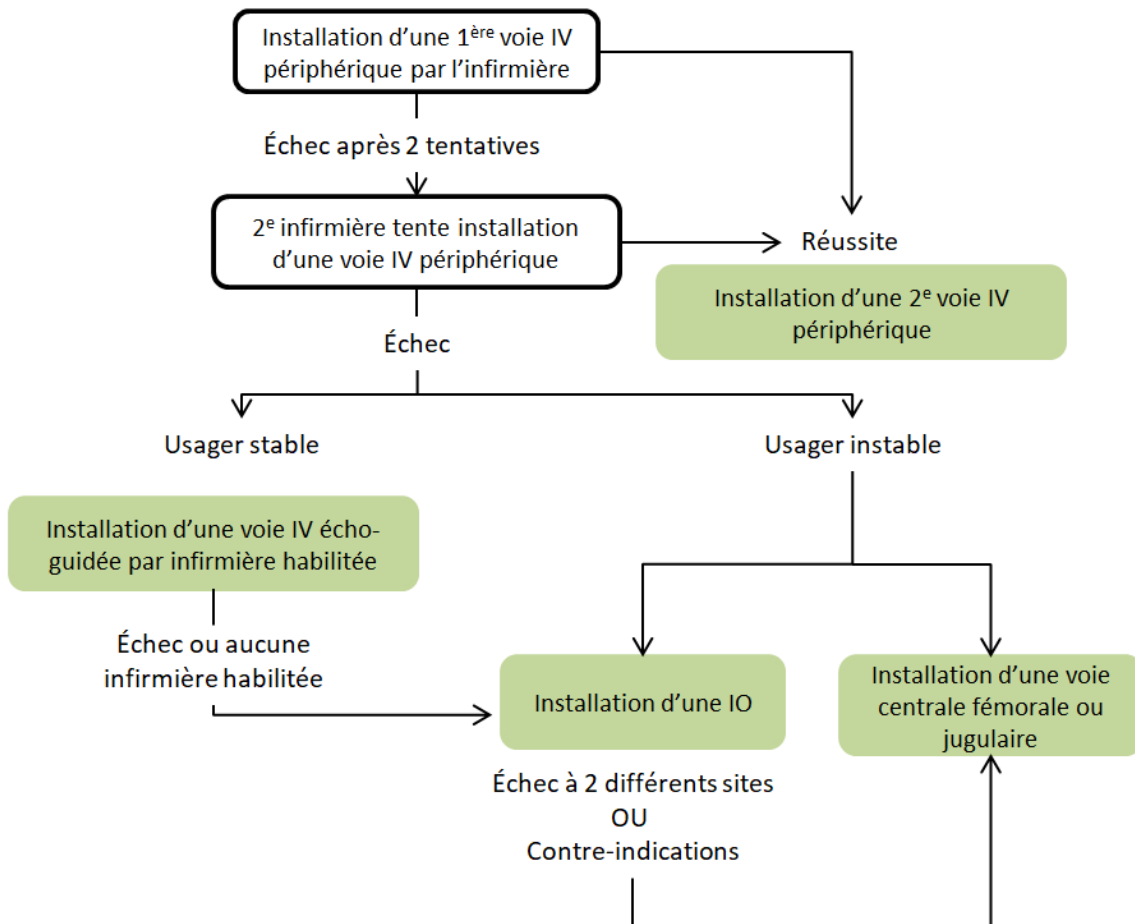 Installation d'une 1ère voie IV
périphérique par l'infirmière
Échec après 2 tentatives
2e infirmière tente installation
d'une voie IV périphérique
Réussite
Installation d'une 2e voie IV
périphérique
Échec
Usager stable
Usager instable
Installation d'une voie IV écho-
guidée par infirmière habilitée
Échec ou aucune
infirmière habilitée
Installation d'une IO
Installation d'une voie
centrale fémorale ou
jugulaire
Échec à 2 différents sites
OU
Contre-indications